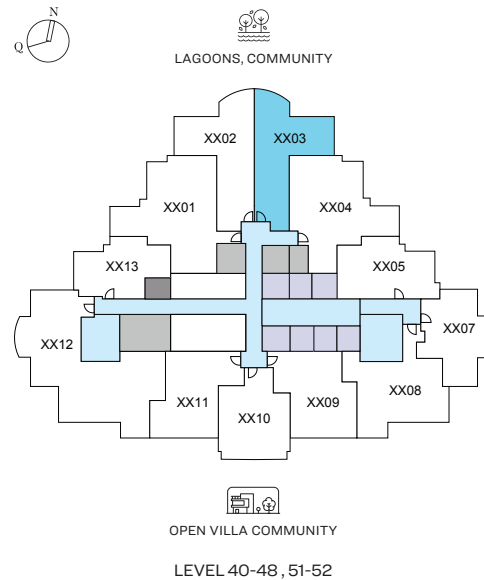 N
Q
LAGOONS, COMMUNITY
XX02
XX03
XX01
XX04
XX13
XX05
XX12
XX07
XX11
XX10
XX09
XX08
OPEN VILLA COMMUNITY
LEVEL 40-48 , 51-52